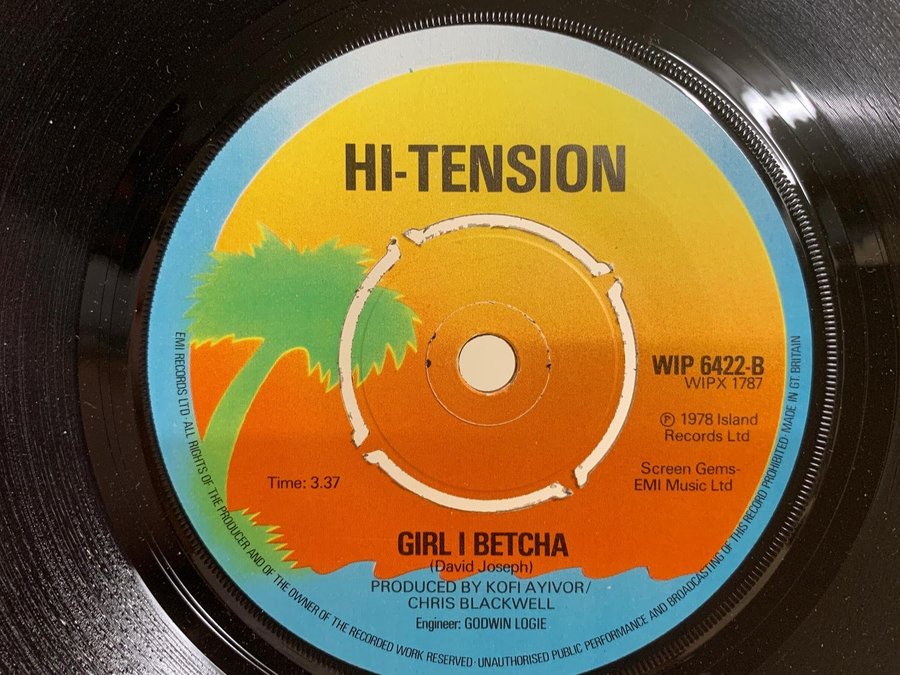 HI-TENSION
WIP 6422-B
WIPX 1787
℗ 1978 Island
Records Ltd
Screen Gems-
EMI Music Ltd
Time: 3.37
GIRL I BETCHA
(David Joseph)
PRODUCED BY KOFI AYIVOR/
CHRIS BLACKWELL
Engineer: GODWIN LOGIE
EMI RECORDS LTD · ALL RIGHTS OF THE PRODUCER AND OF THE OWNER OF THE RECORDED WORK RESERVED · UNAUTHORISED PUBLIC PERFORMANCE AND BROADCASTING OF THIS RECORD PROHIBITED · MADE IN GT. BRITAIN